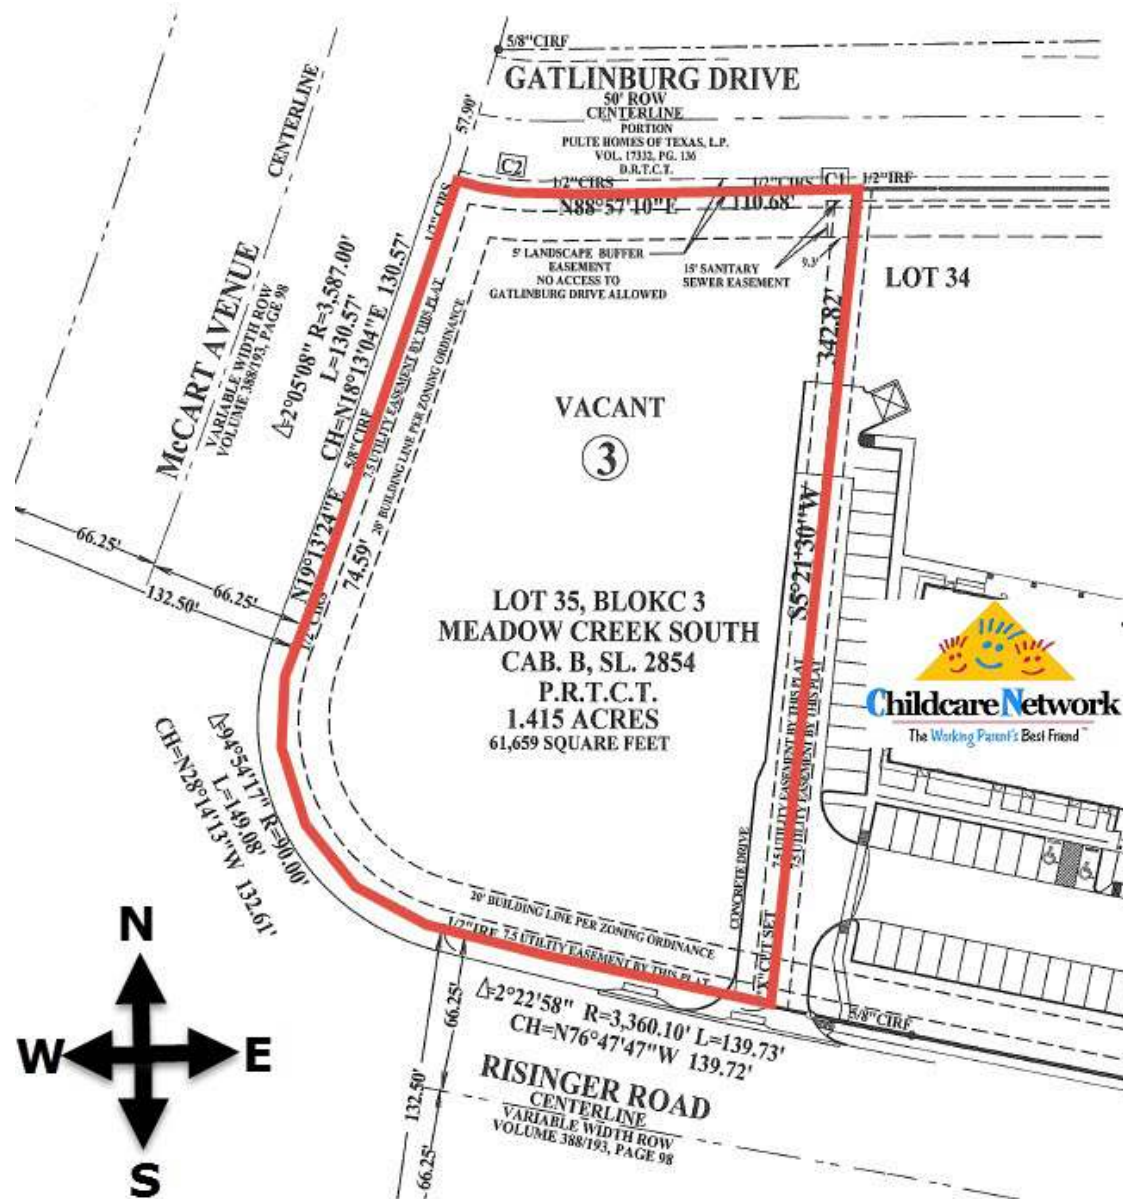 5/8"CIRF
GATLINBURG DRIVE
50' ROW
CENTERLINE
PORTION
PULTE HOMES OF TEXAS, L.P.
VOL. 17332, PG. 136
D.R.T.C.T.
CENTERLINE
57.90'
C2
1/2"CIRS
1/2"CIRS
C1
1/2"IRF
N88°57'10"E
110.68'
1/2"CIRS
5' LANDSCAPE BUFFER
EASEMENT
NO ACCESS TO
GATLINBURG DRIVE ALLOWED
15' SANITARY
SEWER EASEMENT
9.3'
LOT 34
342.82'
McCART AVENUE
VARIABLE WIDTH ROW
VOLUME 388/193, PAGE 98
Δ=2°05'08" R=3,587.00'
L=130.57'
CH=N18°13'04"E 130.57'
5/8"CIRF
7.5 UTILITY EASEMENT BY THIS PLAT
20' BUILDING LINE PER ZONING ORDINANCE
VACANT
3
N19°13'24"E
74.59'
1/2" CIRS
66.25'
66.25'
132.50'
S5°21'30"W
LOT 35, BLOKC 3
MEADOW CREEK SOUTH
CAB. B, SL. 2854
P.R.T.C.T.
1.415 ACRES
61,659 SQUARE FEET
Childcare Network
The Working Parent's Best Friend™
7.5 UTILITY EASEMENT BY THIS PLAT
7.5 UTILITY EASEMENT BY THIS PLAT
Δ=94°54'17" R=90.00'
L=149.08'
CH=N28°14'13"W 132.61'
CONCRETE DRIVE
20' BUILDING LINE PER ZONING ORDINANCE
1/2"IRF
7.5 UTILITY EASEMENT BY THIS PLAT
"X"CPT SET
5/8"CIRF
Δ=2°22'58" R=3,360.10' L=139.73'
CH=N76°47'47"W 139.72'
66.25'
132.50'
66.25'
RISINGER ROAD
CENTERLINE
VARIABLE WIDTH ROW
VOLUME 388/193, PAGE 98
N
W
E
S